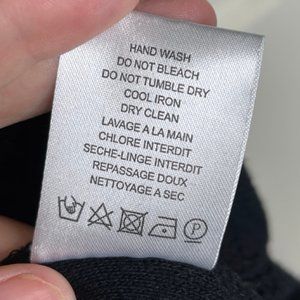 HAND WASH
DO NOT BLEACH
DO NOT TUMBLE DRY
COOL IRON
DRY CLEAN
LAVAGE A LA MAIN
CHLORE INTERDIT
SECHE-LINGE INTERDIT
REPASSAGE DOUX
NETTOYAGE A SEC
P